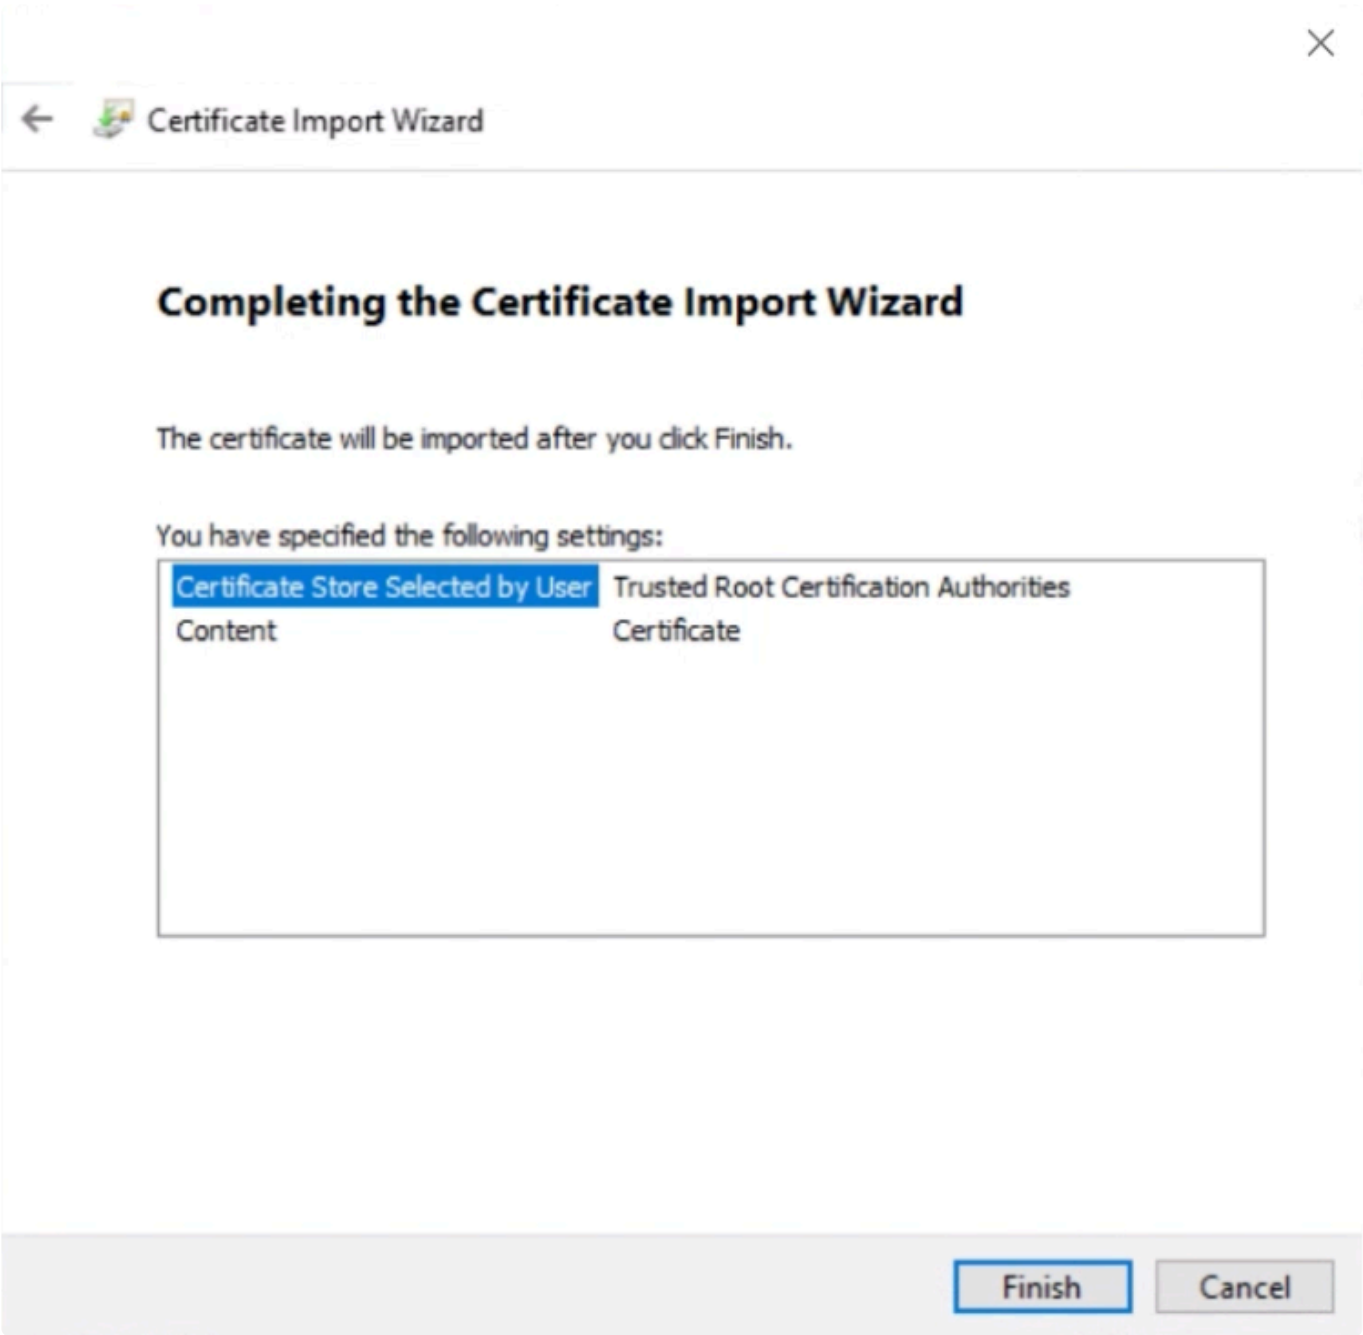 Certificate Import Wizard
Completing the Certificate Import Wizard
The certificate will be imported after you click Finish.
You have specified the following settings:
Certificate Store Selected by User Trusted Root Certification Authorities
Content Certificate
Finish Cancel